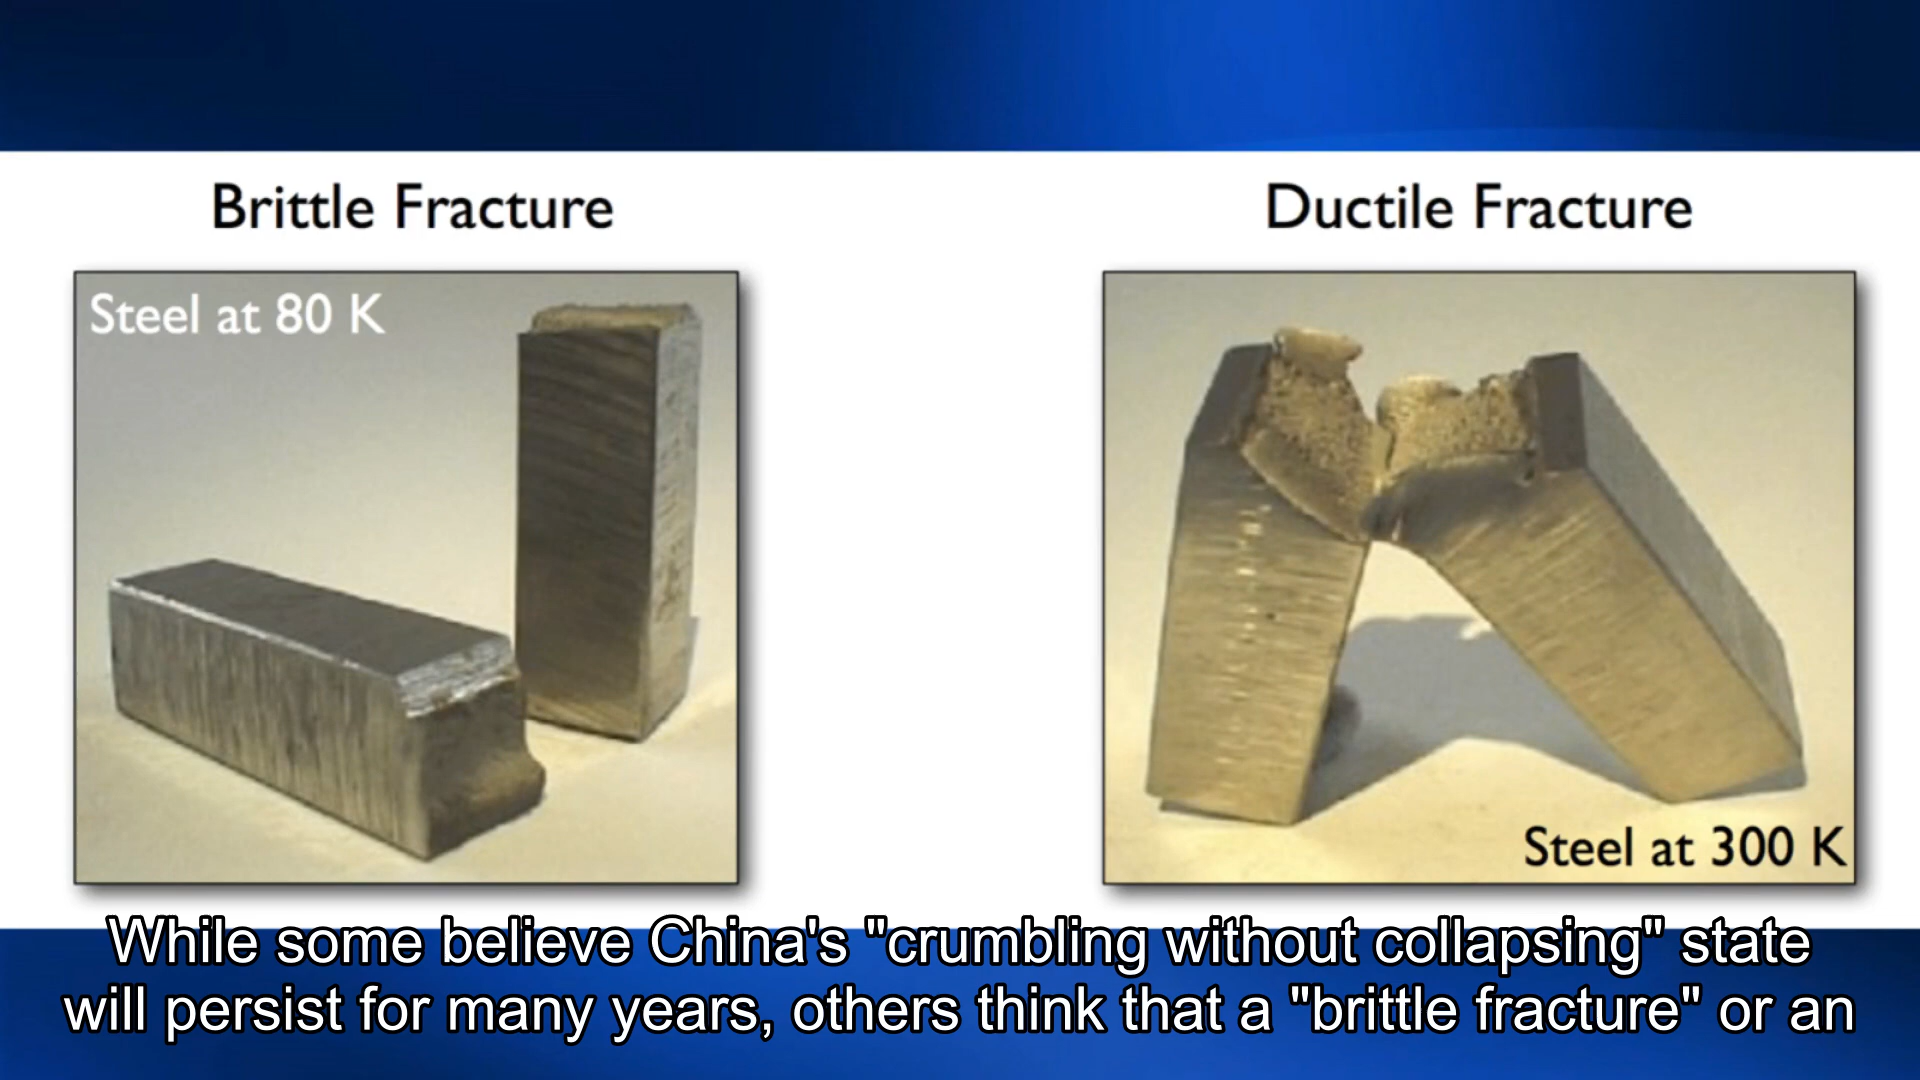 Brittle Fracture
Ductile Fracture
Steel at 80 K
Steel at 300 K
While some believe China's "crumbling without collapsing" state
will persist for many years, others think that a "brittle fracture" or an